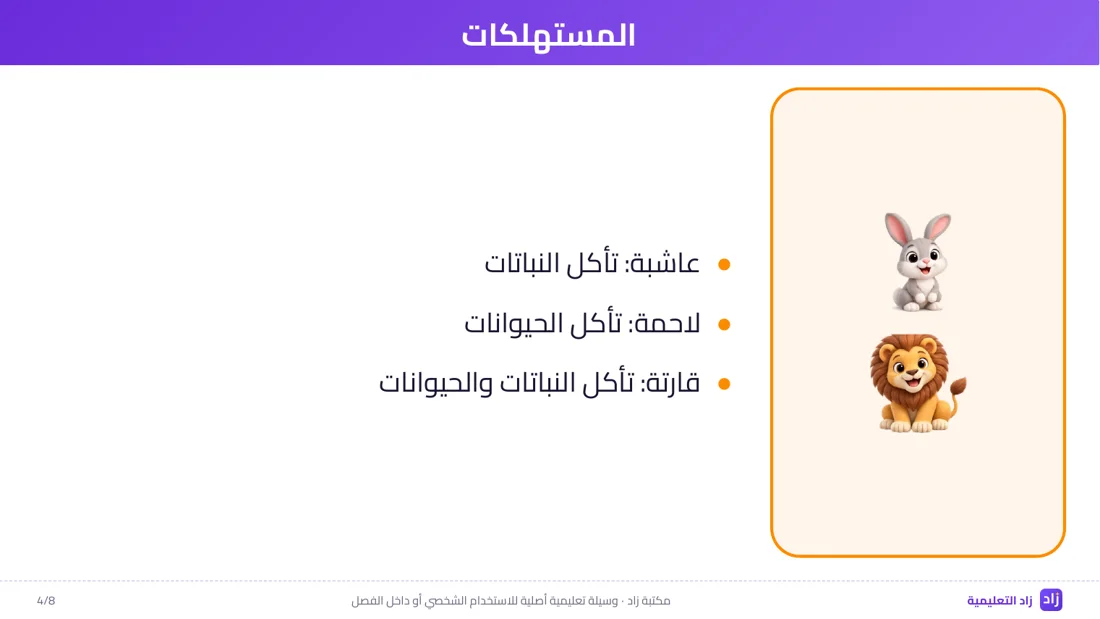 المستهلكات
عاشبة: تأكل النباتات
لاحمة: تأكل الحيوانات
قارتة: تأكل النباتات والحيوانات
زاد زاد التعليمية
مكتبة زاد · وسيلة تعليمية أصلية للاستخدام الشخصي أو داخل الفصل
4/8